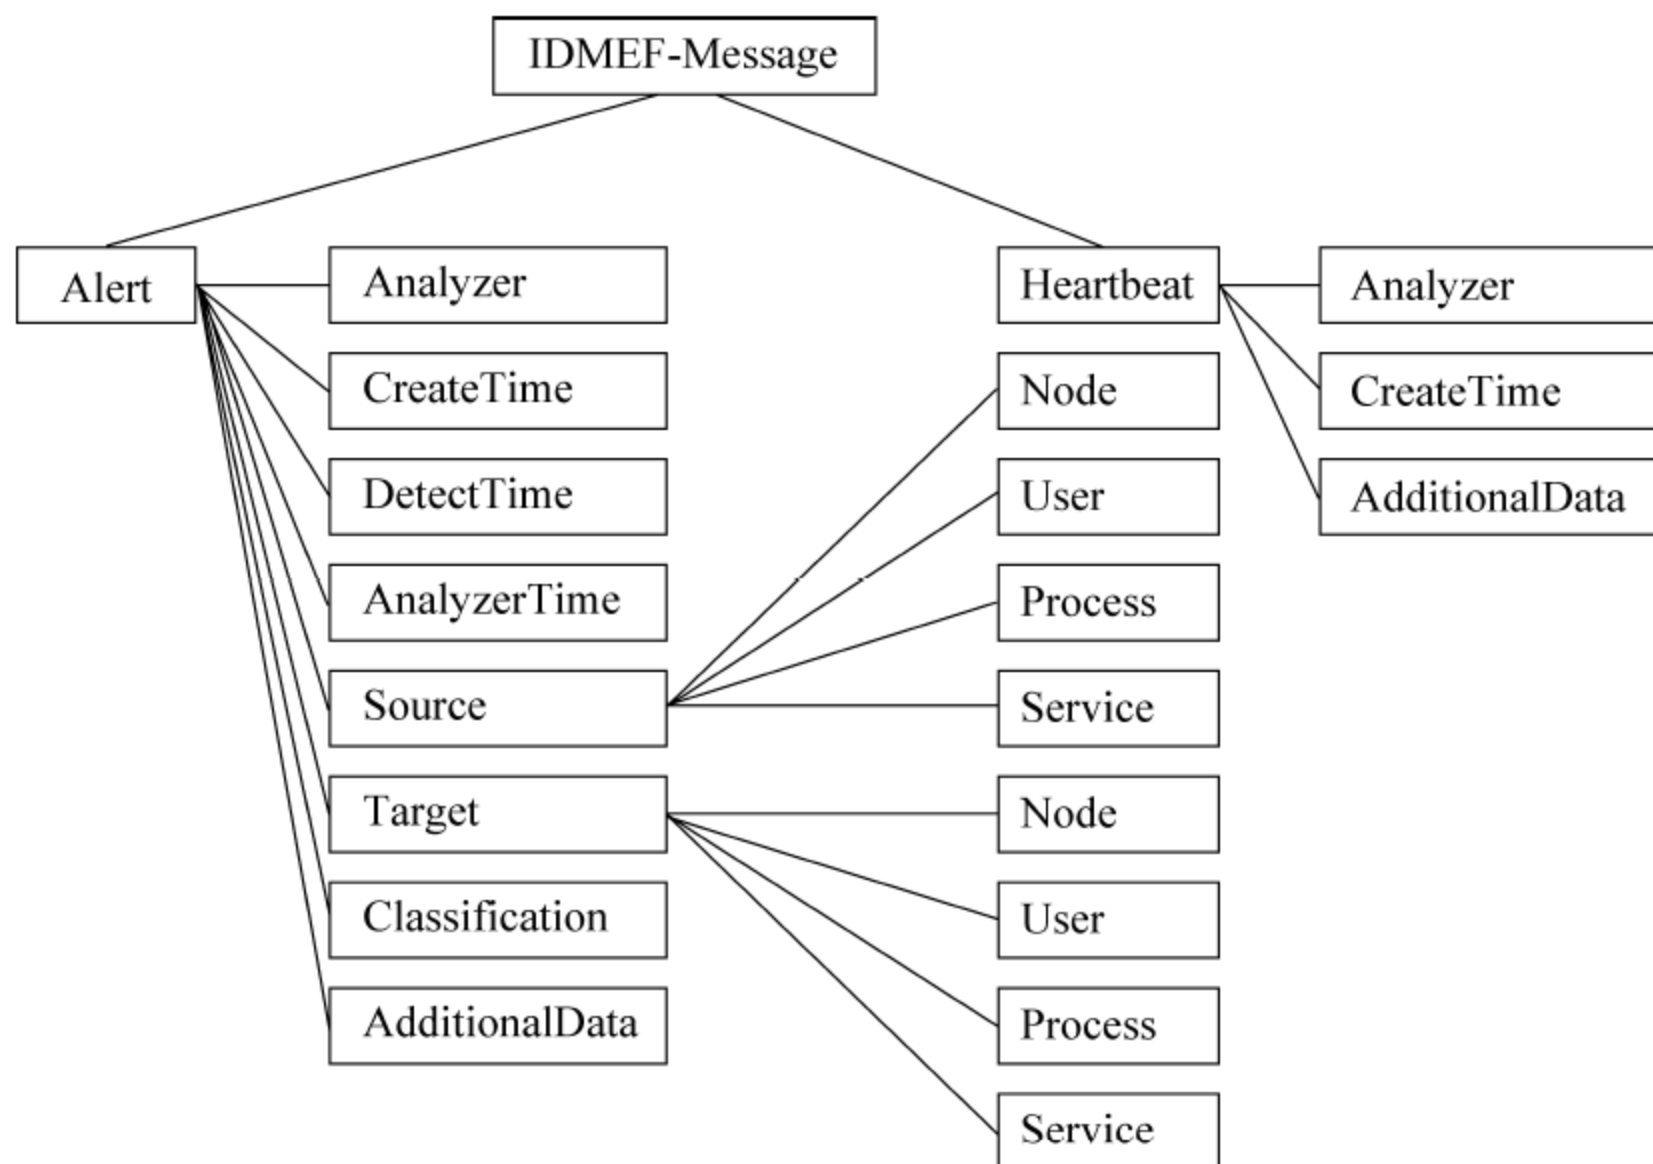 IDMEF-Message
Alert
Analyzer
Heartbeat
Analyzer
CreateTime
Node
CreateTime
DetectTime
User
AdditionalData
AnalyzerTime
Process
Source
Service
Target
Node
Classification
User
AdditionalData
Process
Service